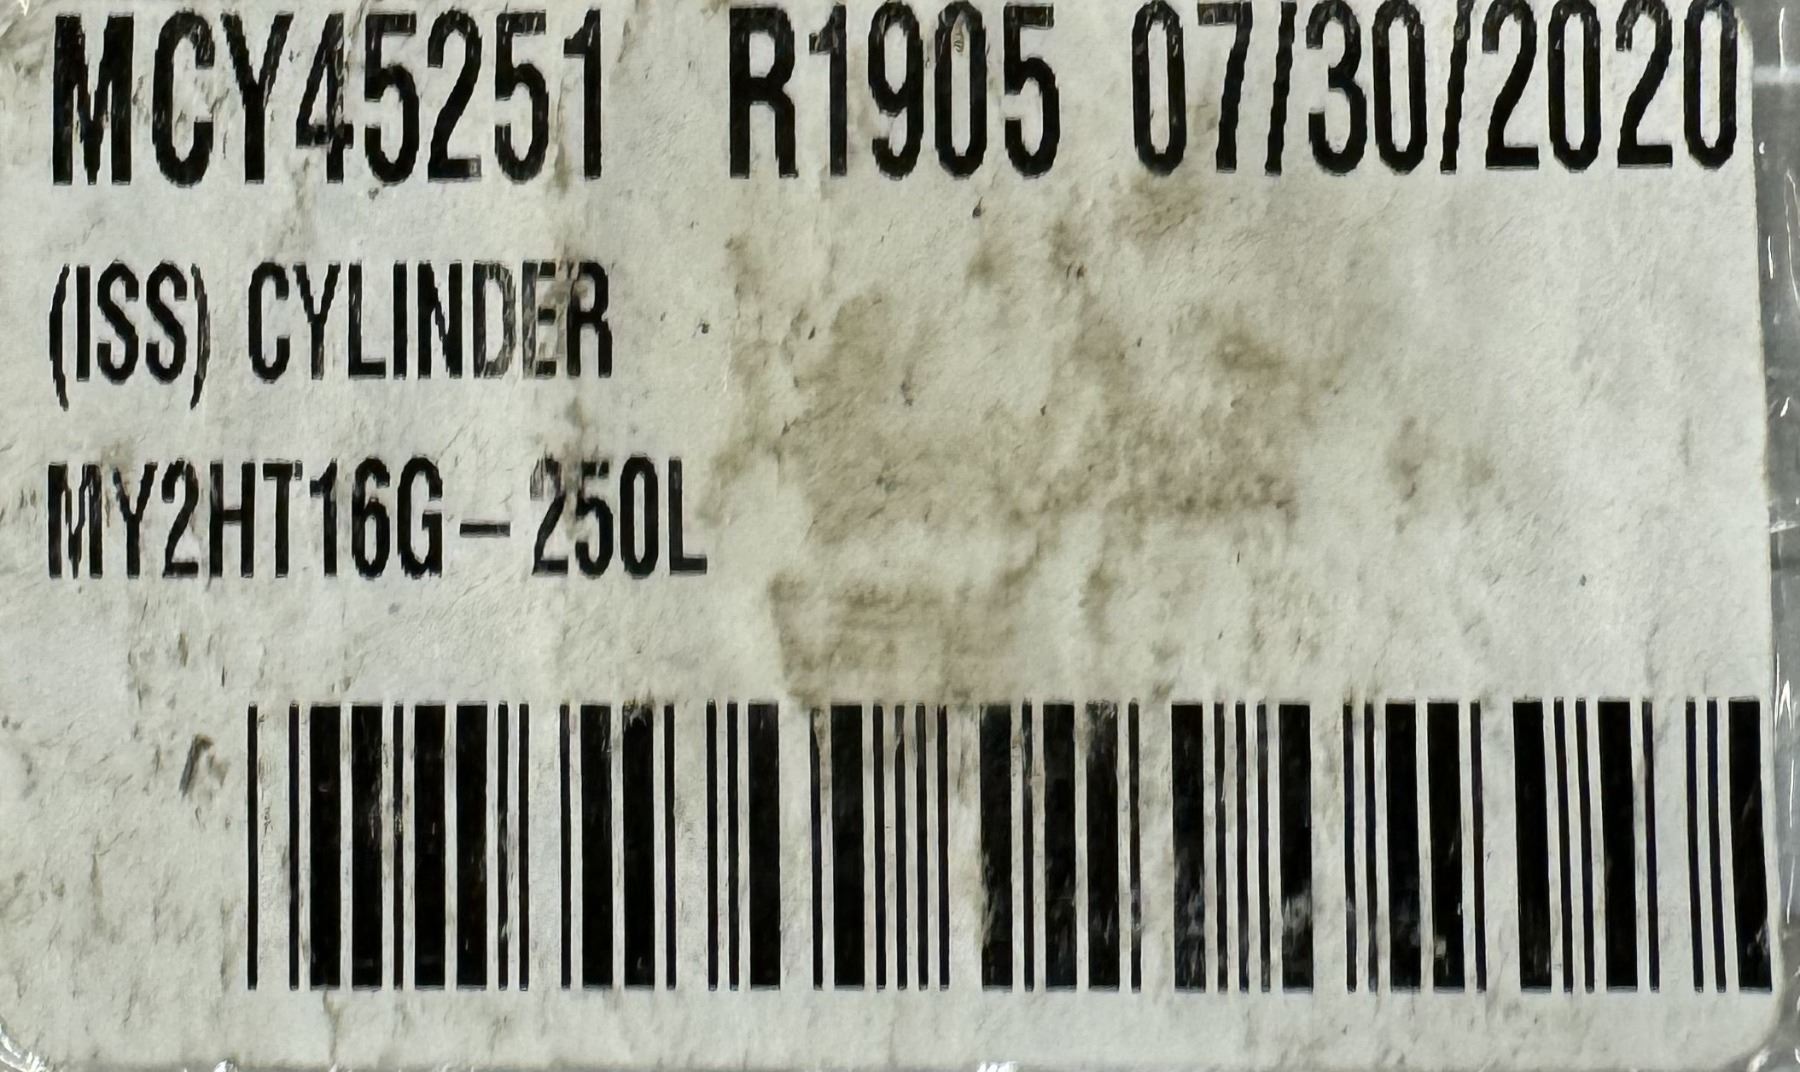 MCY45251 R1905 07/30/2020
(ISS) CYLINDER
MY2HT16G-250L